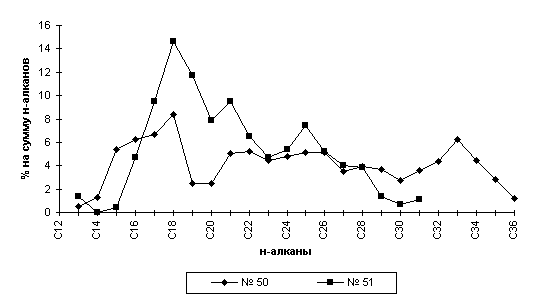 % на сумму н-алканов
16
14
12
10
8
6
4
2
0
C12
C14
C16
C18
C20
C22
C24
C26
C28
C30
C32
C34
C36
н-алканы
№ 50
№ 51